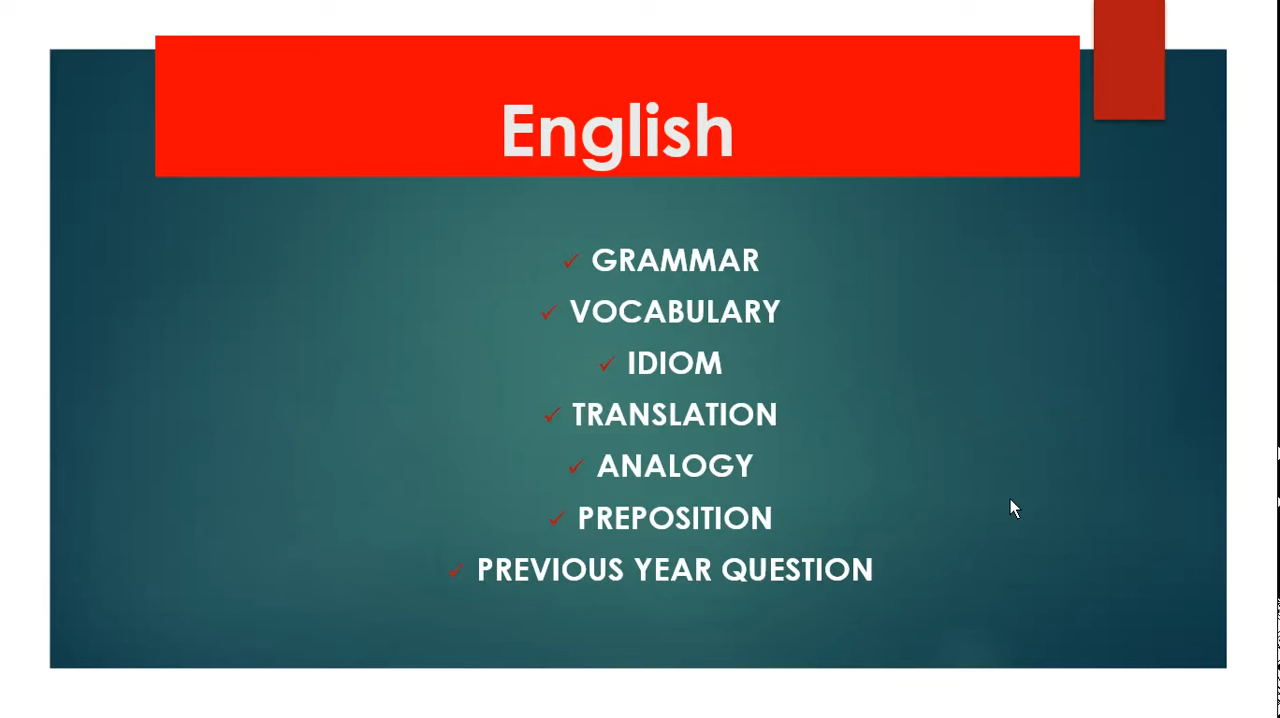 English
✓ GRAMMAR
✓ VOCABULARY
✓ IDIOM
✓ TRANSLATION
✓ ANALOGY
✓ PREPOSITION
✓ PREVIOUS YEAR QUESTION